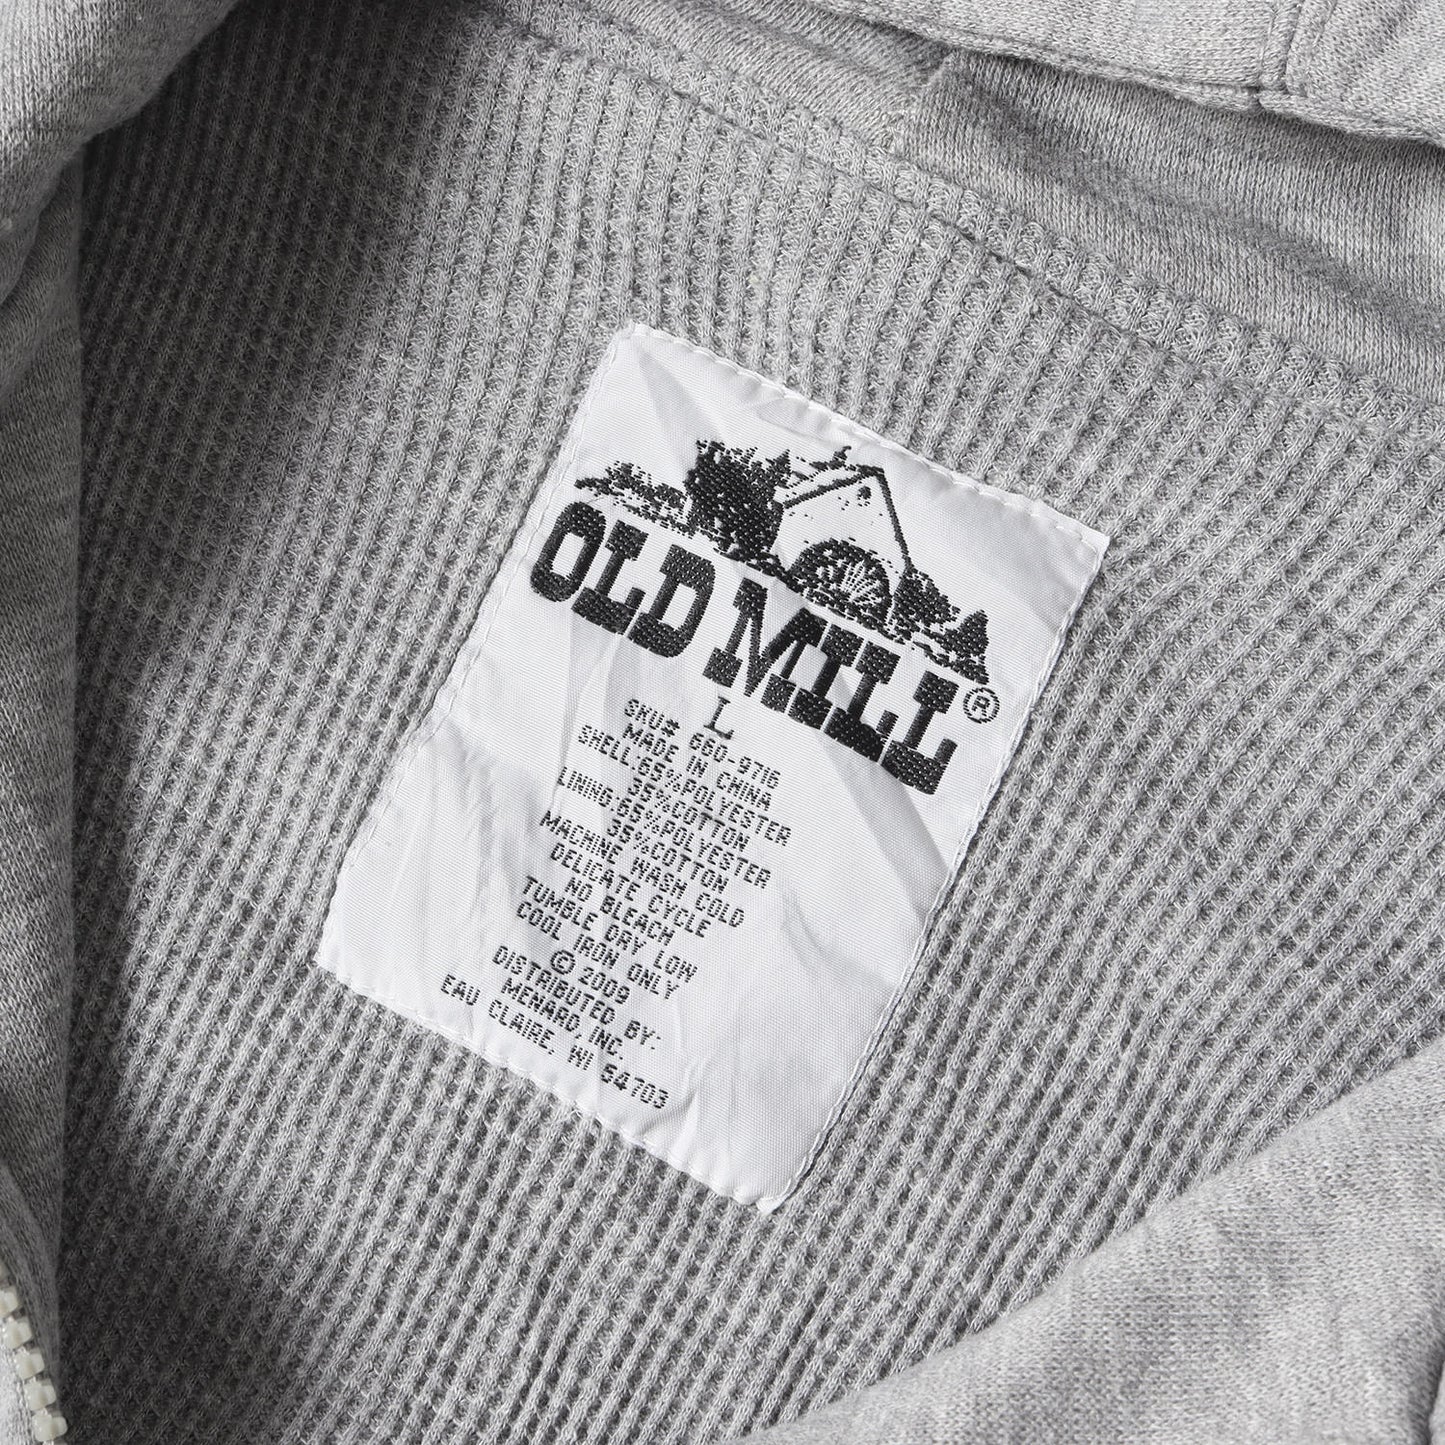 OLD MILL®
L
SKU# 660-9716
MADE IN CHINA
SHELL:65%POLYESTER
35%COTTON
LINING:65%POLYESTER
35%COTTON
MACHINE WASH COLD
DELICATE CYCLE
NO BLEACH
TUMBLE DRY LOW
COOL IRON ONLY
© 2009
DISTRIBUTED BY:
MENARD, INC.
EAU CLAIRE, WI 54703